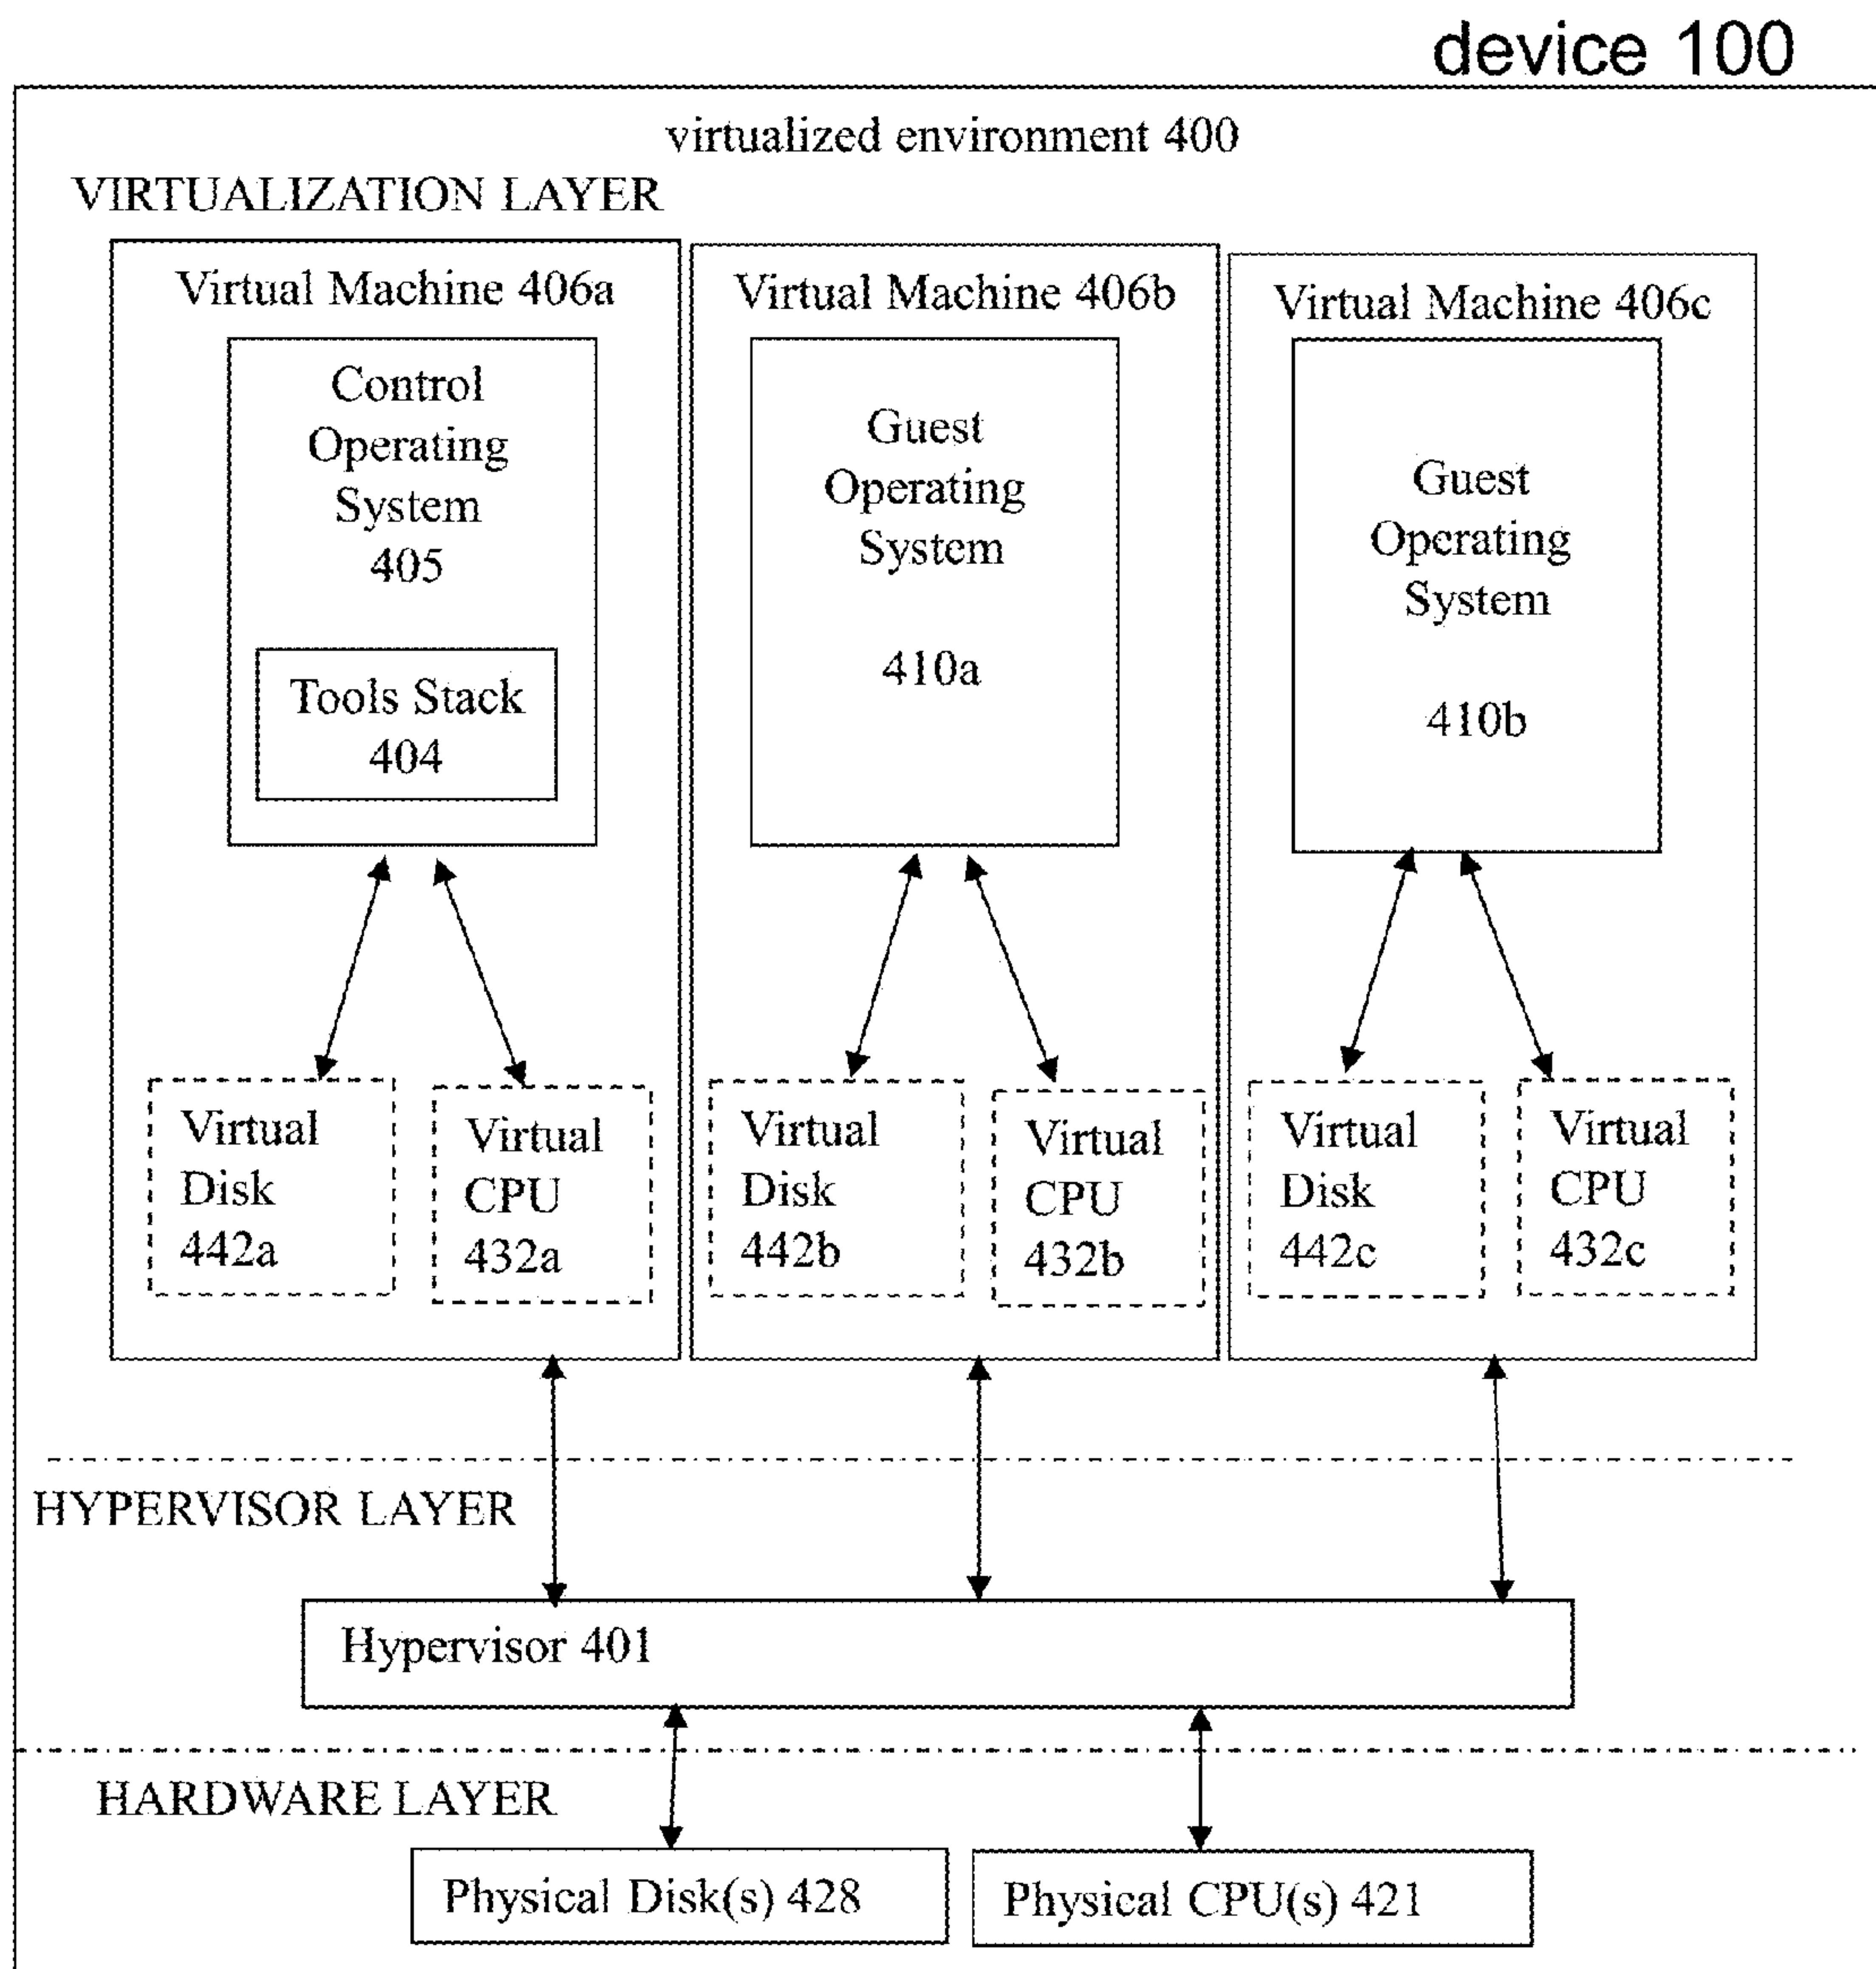 device 100
virtualized environment 400
VIRTUALIZATION LAYER
Virtual Machine 406a
Control
Operating
System
405
Tools Stack
404
Virtual
Disk
442a
Virtual
CPU
432a
Virtual Machine 406b
Guest
Operating
System
410a
Virtual
Disk
442b
Virtual
CPU
432b
Virtual Machine 406c
Guest
Operating
System
410b
Virtual
Disk
442c
Virtual
CPU
432c
HYPERVISOR LAYER
Hypervisor 401
HARDWARE LAYER
Physical Disk(s) 428
Physical CPU(s) 421